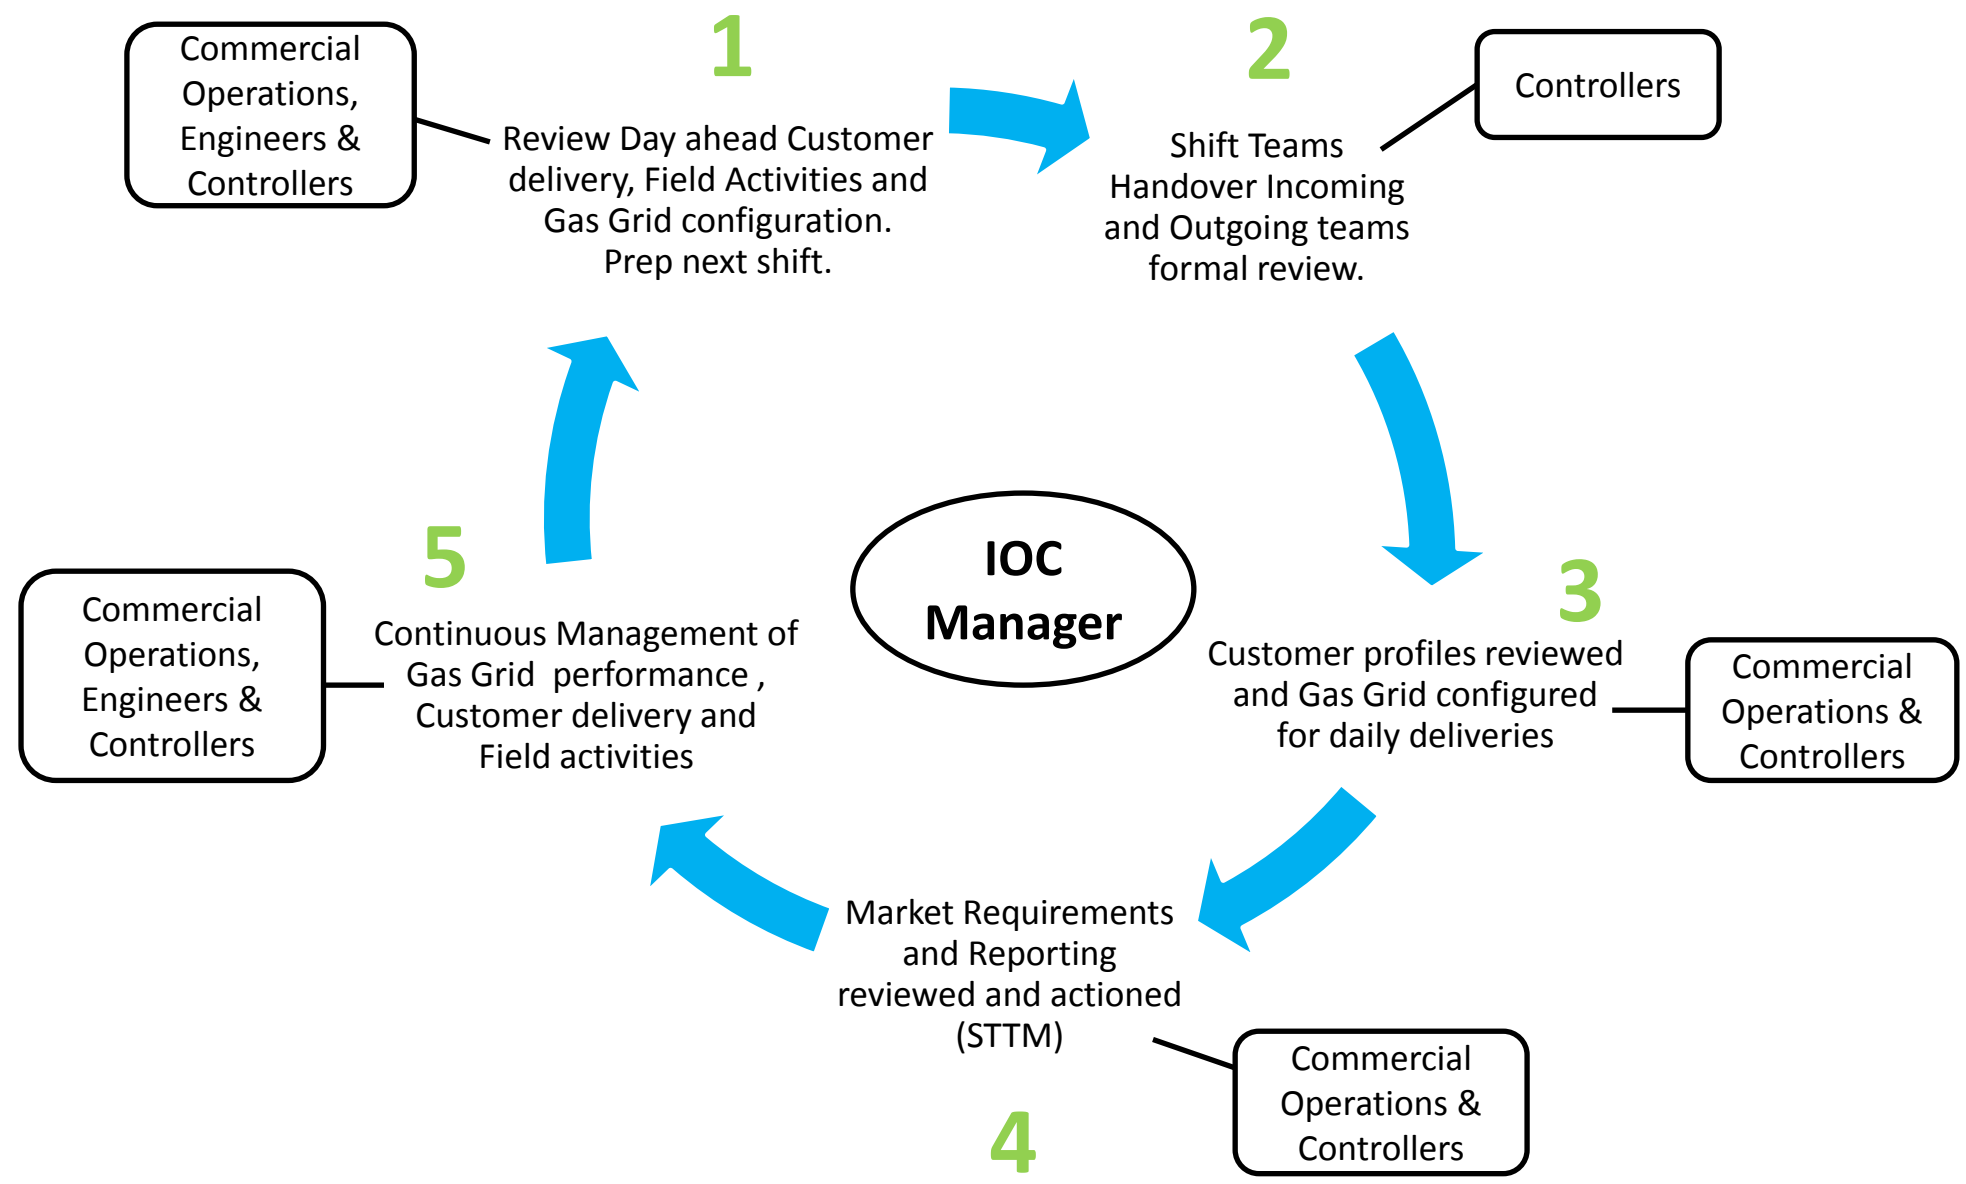 1
Commercial
Operations,
Engineers &
Controllers
Review Day ahead Customer
delivery, Field Activities and
Gas Grid configuration.
Prep next shift.
2
Controllers
Shift Teams
Handover Incoming
and Outgoing teams
formal review.
3
Customer profiles reviewed
and Gas Grid configured
for daily deliveries
Commercial
Operations &
Controllers
Market Requirements
and Reporting
reviewed and actioned
(STTM)
4
Commercial
Operations &
Controllers
5
Commercial
Operations,
Engineers &
Controllers
Continuous Management of
Gas Grid  performance ,
Customer delivery and
Field activities
IOC
Manager